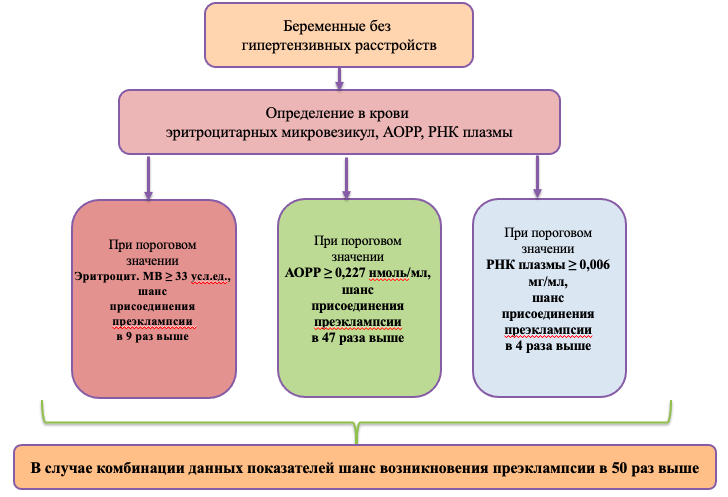 Беременные без
гипертензивных расстройств
Определение в крови
эритроцитарных микровезикул, АОРР, РНК плазмы
При пороговом
значении
Эритроцит. МВ ≥ 33 усл.ед.,
шанс
присоединения
преэклампсии
в 9 раз выше
При пороговом
значении
АОРР ≥ 0,227 нмоль/мл,
шанс
присоединения
преэклампсии
в 47 раза выше
При пороговом
значении
РНК плазмы ≥ 0,006
мг/мл,
шанс
присоединения
преэклампсии
в 4 раза выше
В случае комбинации данных показателей шанс возникновения преэклампсии в 50 раз выше